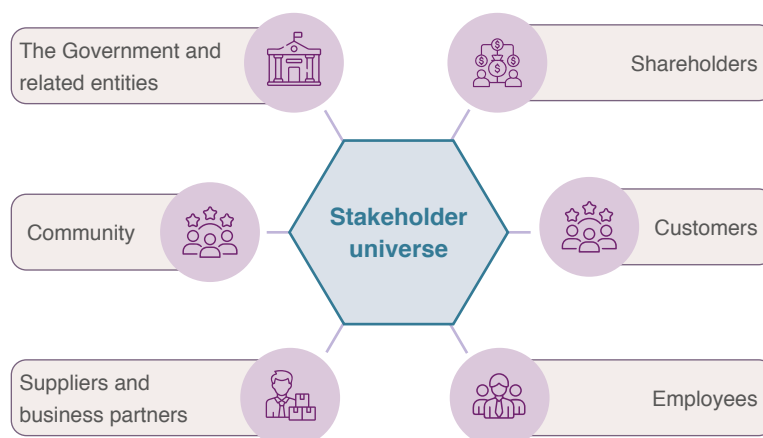 The Government and
related entities
Shareholders
Community
Stakeholder
universe
Customers
Suppliers and
business partners
Employees